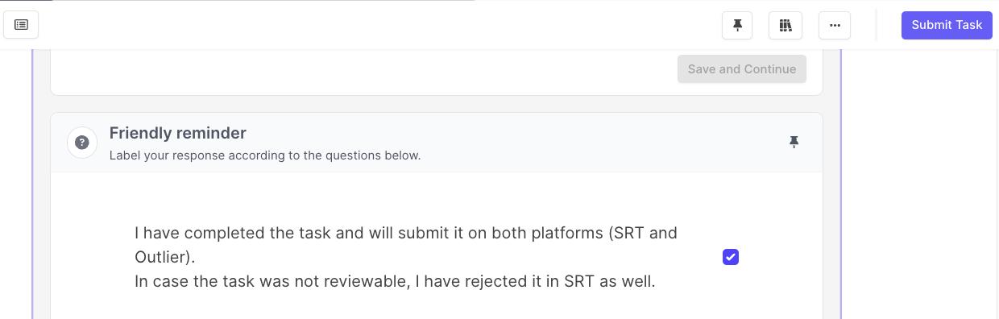 Submit Task
Save and Continue
Friendly reminder
Label your response according to the questions below.
I have completed the task and will submit it on both platforms (SRT and
Outlier).
In case the task was not reviewable, I have rejected it in SRT as well.